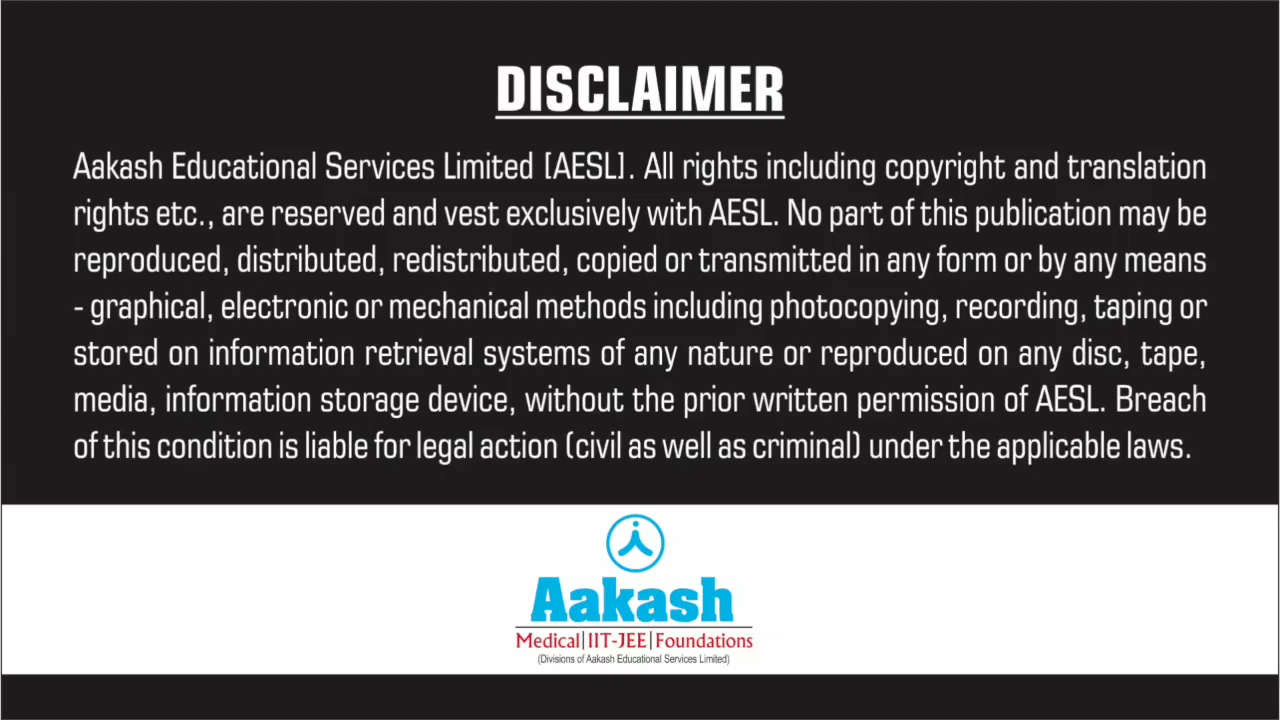 DISCLAIMER
Aakash Educational Services Limited [AESL]. All rights including copyright and translation
rights etc., are reserved and vest exclusively with AESL. No part of this publication may be
reproduced, distributed, redistributed, copied or transmitted in any form or by any means
- graphical, electronic or mechanical methods including photocopying, recording, taping or
stored on information retrieval systems of any nature or reproduced on any disc, tape,
media, information storage device, without the prior written permission of AESL. Breach
of this condition is liable for legal action (civil as well as criminal) under the applicable laws.
Aakash
Medical|IIT-JEE|Foundations
(Divisions of Aakash Educational Services Limited)